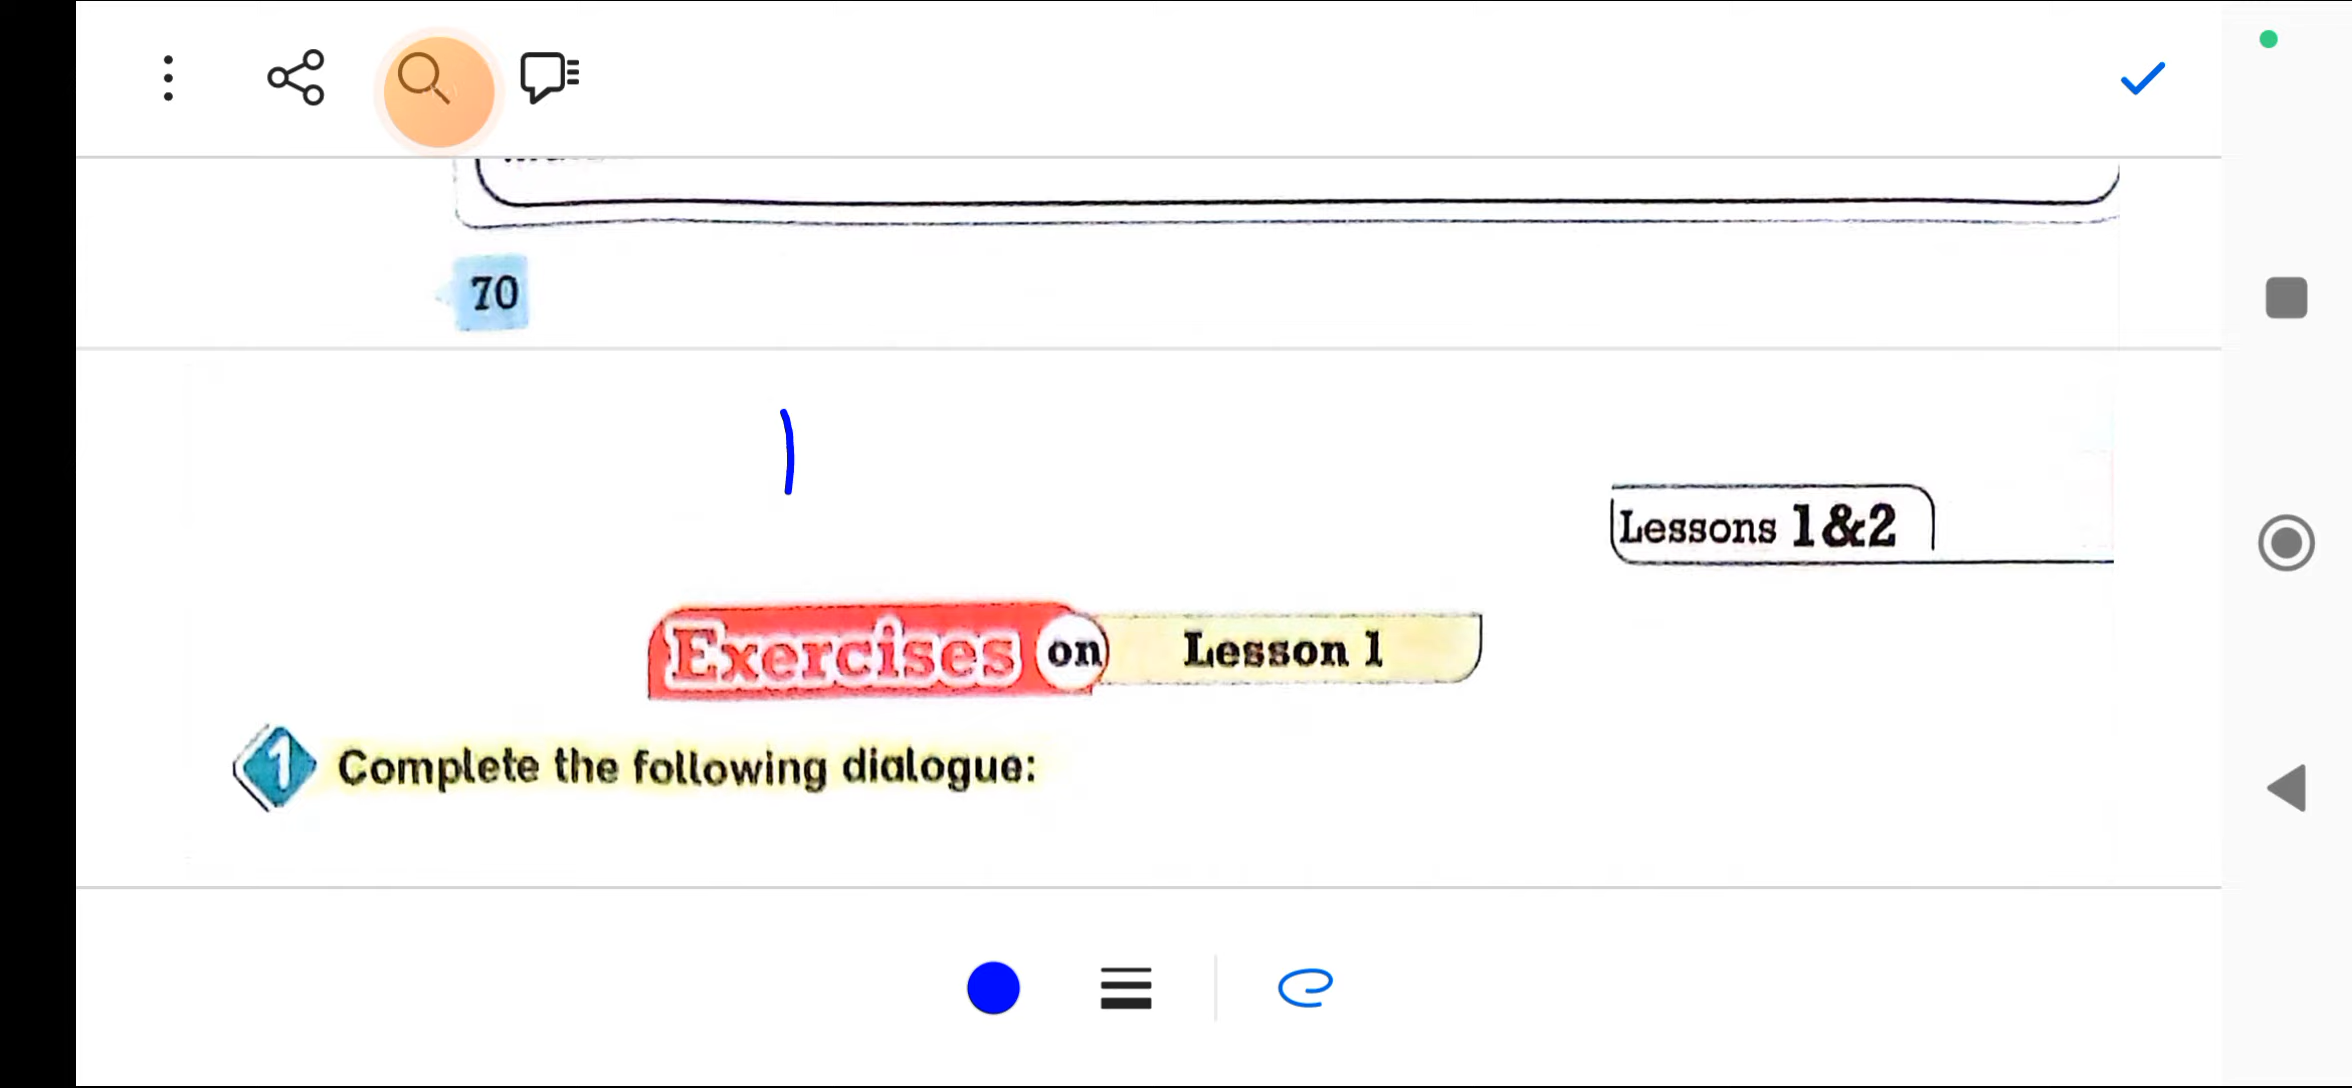 70
Lessons 1&2
Exercises on Lesson 1
1 Complete the following dialogue: